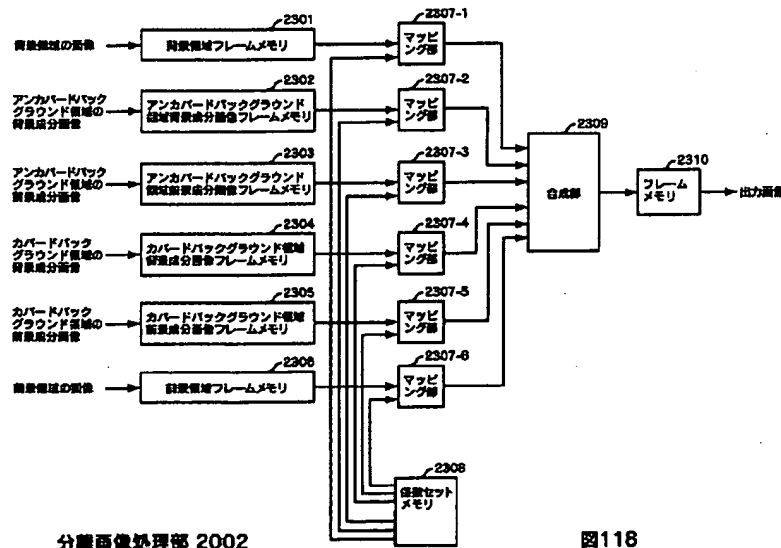 2301
背景領域の画像
背景領域フレームメモリ
2307-1
マッピ
ング部
2302
アンカバードバック
グラウンド領域の
背景成分画像
アンカバードバックグラウンド
領域背景成分画像フレームメモリ
2307-2
マッピ
ング部
2303
アンカバードバック
グラウンド領域の
前景成分画像
アンカバードバックグラウンド
領域前景成分画像フレームメモリ
2307-3
マッピ
ング部
2304
カバードバック
グラウンド領域の
背景成分画像
カバードバックグラウンド領域
背景成分画像フレームメモリ
2307-4
マッピ
ング部
2305
カバードバック
グラウンド領域の
前景成分画像
カバードバックグラウンド領域
前景成分画像フレームメモリ
2307-5
マッピ
ング部
2306
前景領域の画像
前景領域フレームメモリ
2307-6
マッピ
ング部
2309
合成部
2310
フレーム
メモリ
出力画像
2308
係数セット
メモリ
分離画像処理部 2002
図118